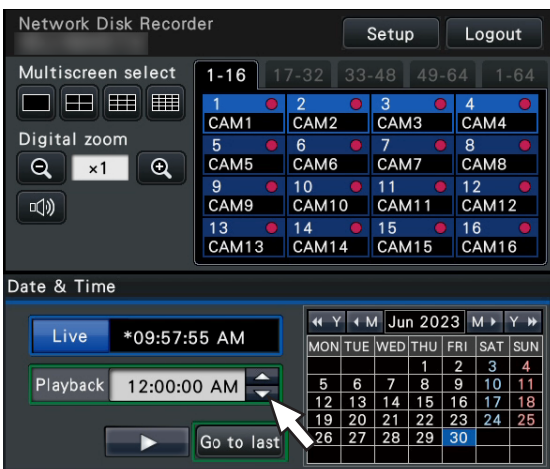 Network Disk Recorder
Setup
Logout
Multiscreen select
1-16 17-32 33-48 49-64 1-64
1 2 3 4
CAM1 CAM2 CAM3 CAM4
5 6 7 8
CAM5 CAM6 CAM7 CAM8
9 10 11 12
CAM9 CAM10 CAM11 CAM12
13 14 15 16
CAM13 CAM14 CAM15 CAM16
Digital zoom
×1
Date & Time
Live *09:57:55 AM
Playback 12:00:00 AM
Go to last
Y M Jun 2023 M Y
MON TUE WED THU FRI SAT SUN
1 2 3 4
5 6 7 8 9 10 11
12 13 14 15 16 17 18
19 20 21 22 23 24 25
26 27 28 29 30